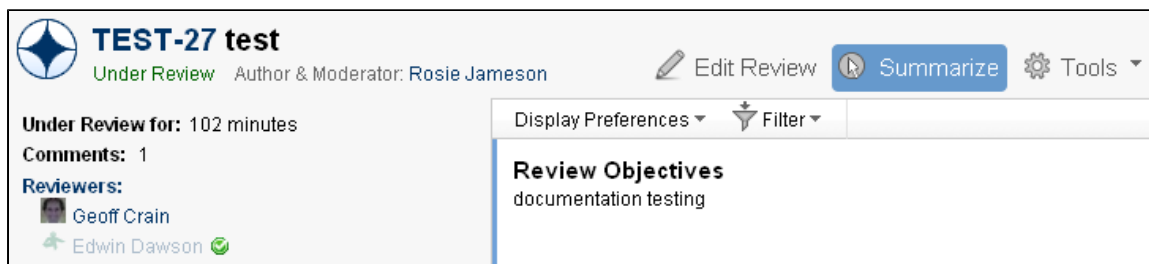 TEST-27 test
Under Review Author & Moderator: Rosie Jameson
Edit Review Summarize Tools
Under Review for: 102 minutes
Comments: 1
Reviewers:
Geoff Crain
Edwin Dawson
Display Preferences Filter
Review Objectives
documentation testing